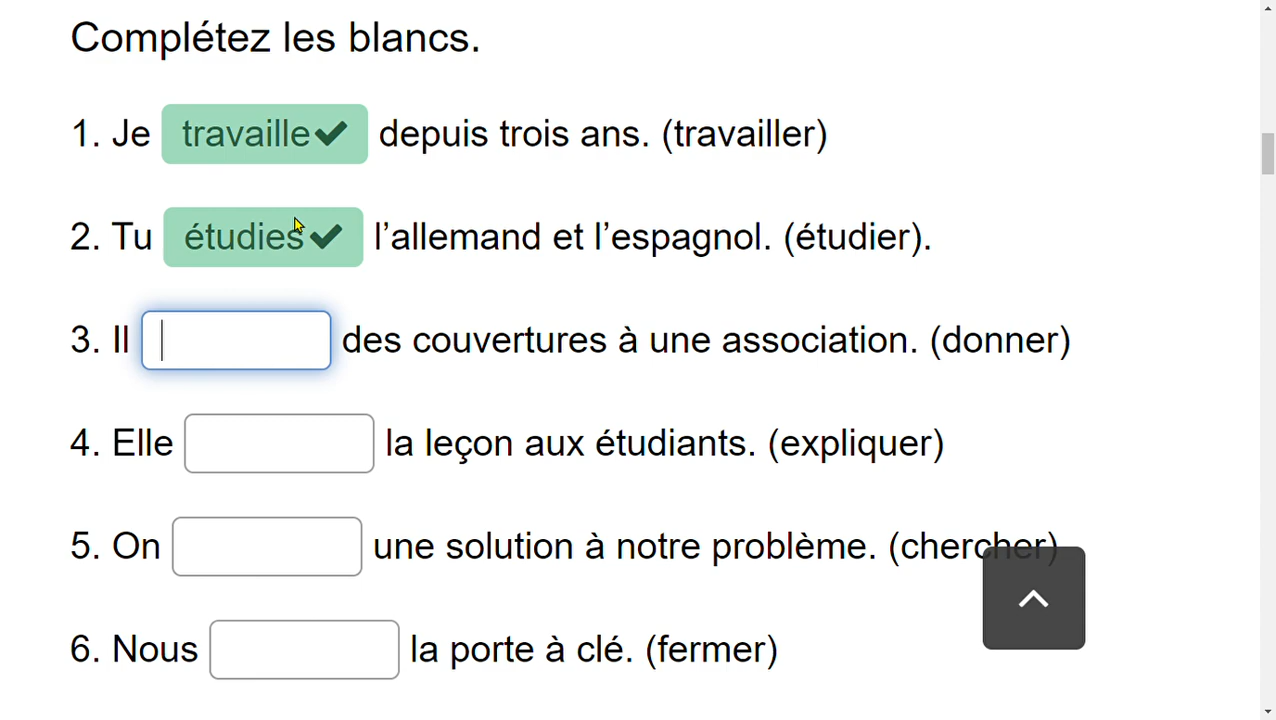 Complétez les blancs.
1. Je travaille depuis trois ans. (travailler)
2. Tu étudies l’allemand et l’espagnol. (étudier).
3. Il des couvertures à une association. (donner)
4. Elle la leçon aux étudiants. (expliquer)
5. On une solution à notre problème. (chercher)
6. Nous la porte à clé. (fermer)